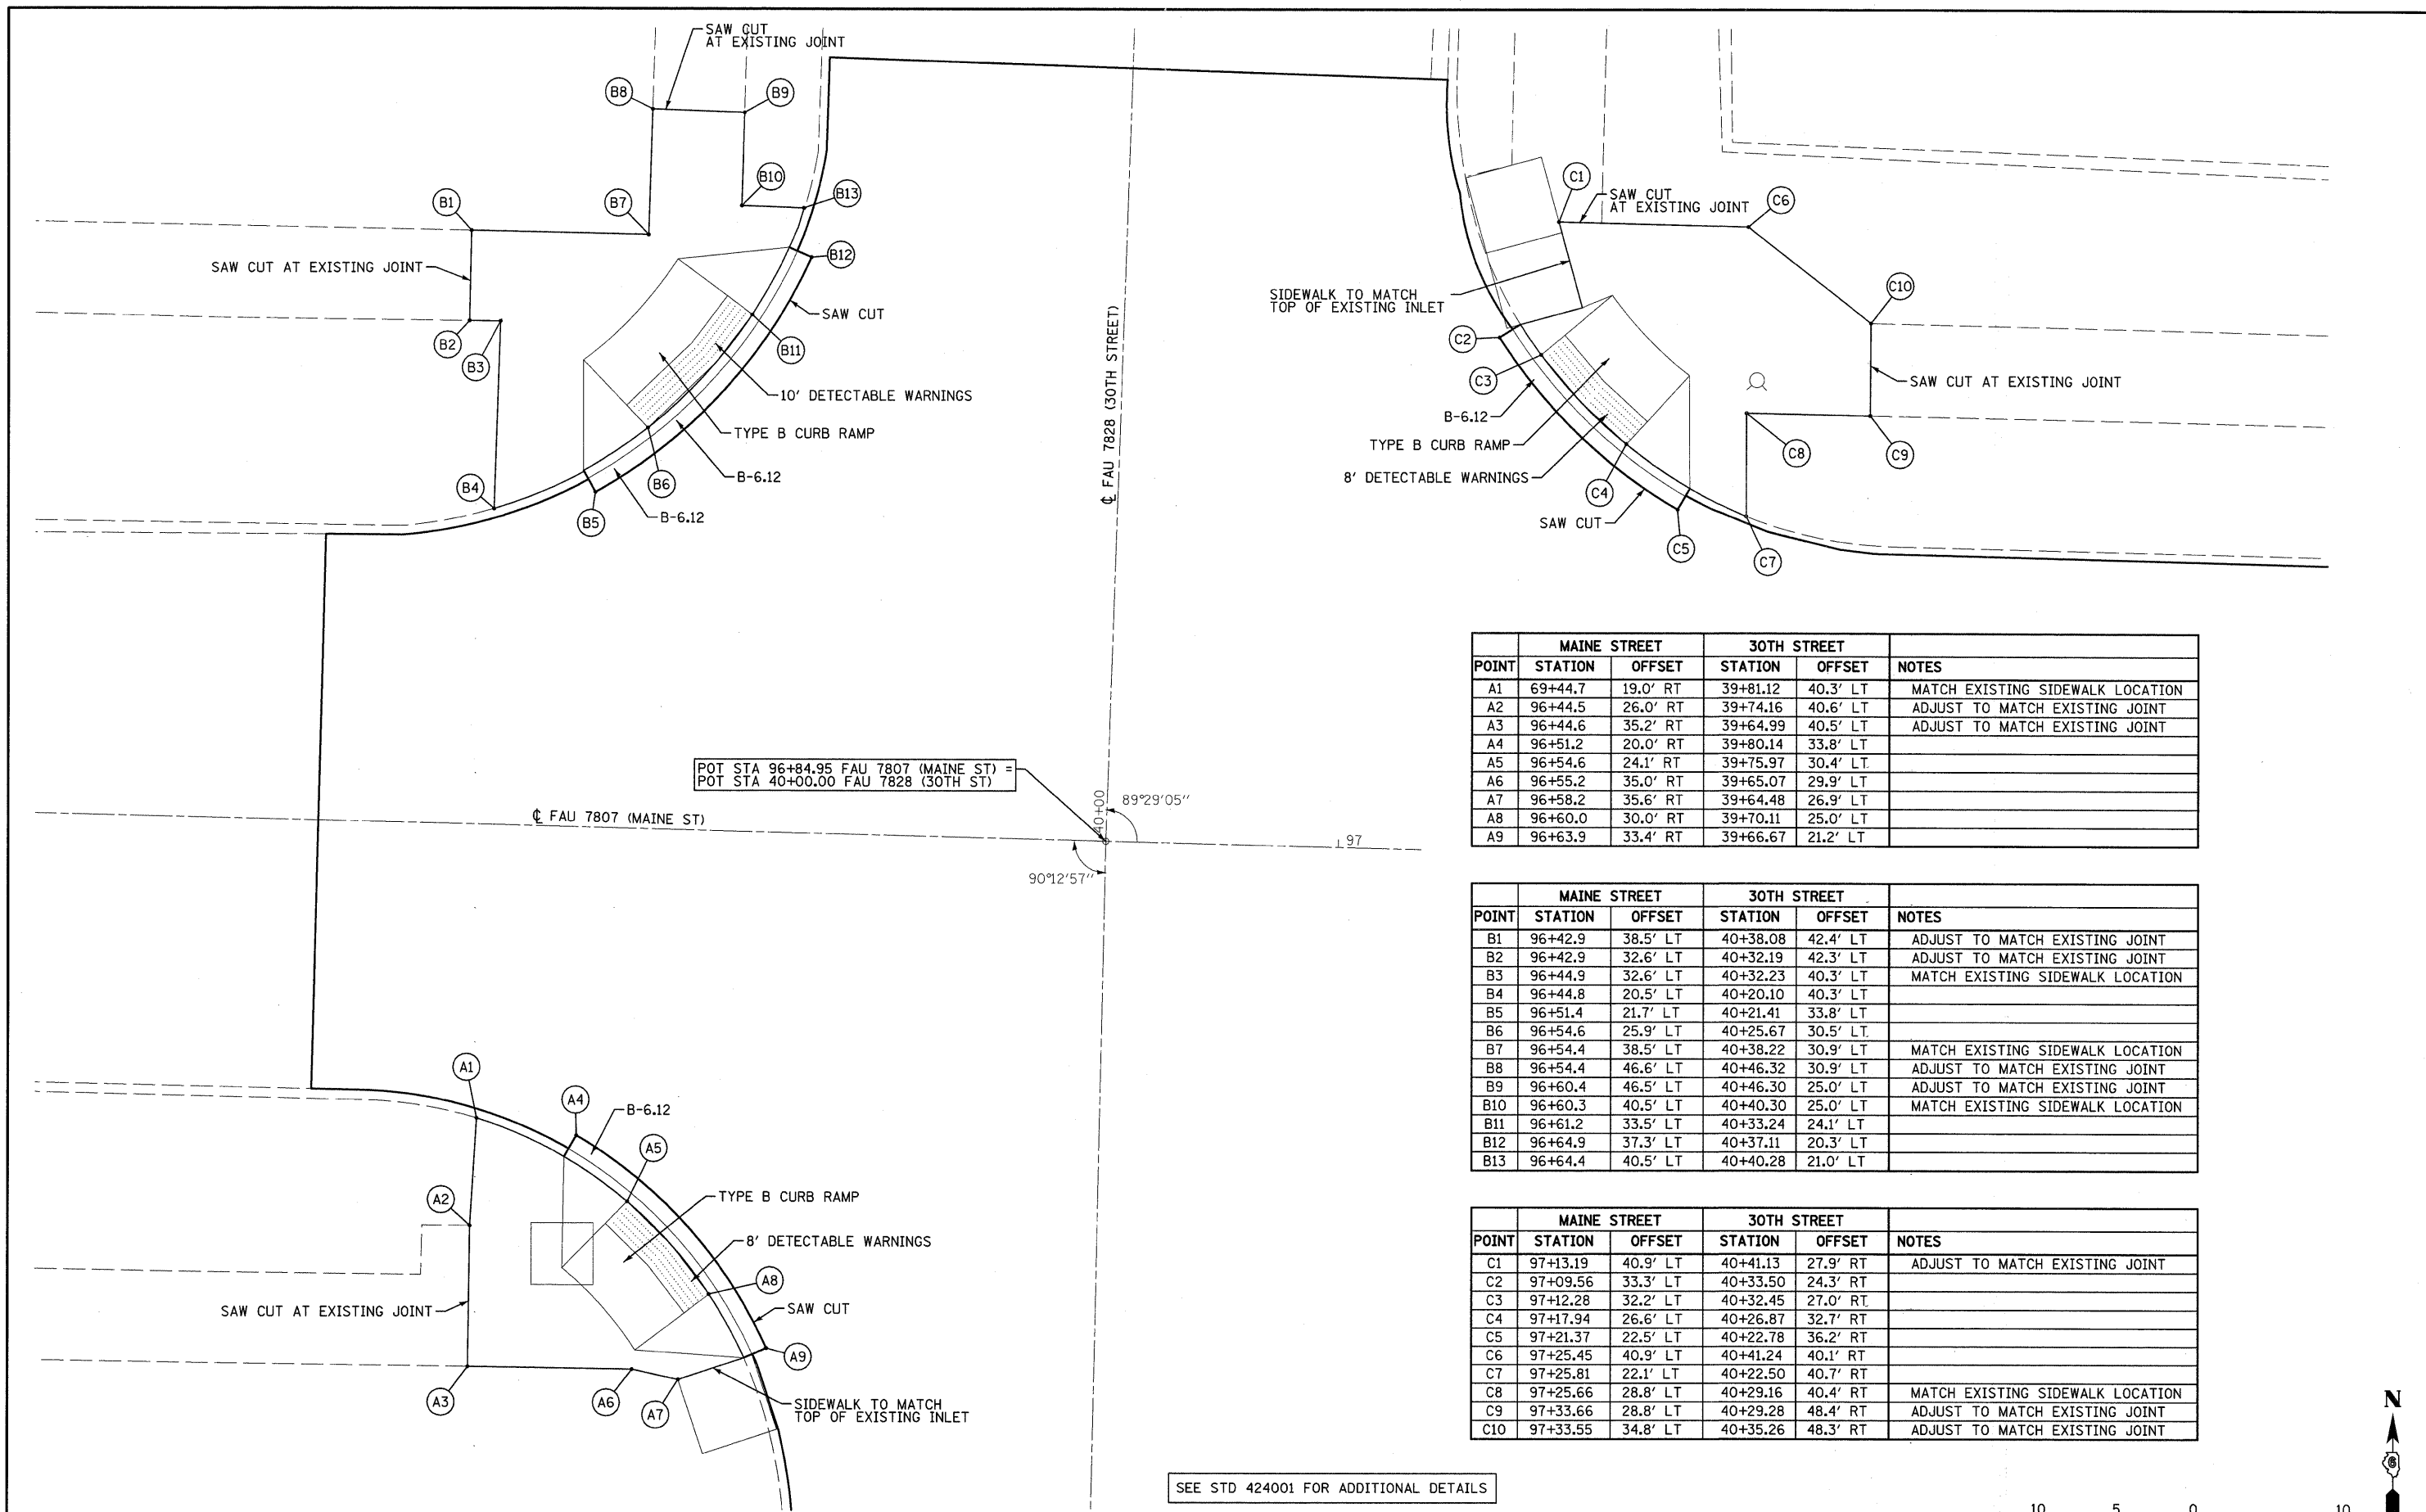 SAW CUT
AT EXISTING JOINT
B8
B9
B10
B13
B1
B7
B12
SAW CUT AT EXISTING JOINT
SAW CUT
B2
B3
B11
10' DETECTABLE WARNINGS
TYPE B CURB RAMP
B4
B6
B-6.12
B5
B-6.12
C1
SAW CUT
AT EXISTING JOINT
C6
SIDEWALK TO MATCH
TOP OF EXISTING INLET
C10
C2
C3
SAW CUT AT EXISTING JOINT
B-6.12
TYPE B CURB RAMP
C8
C9
8' DETECTABLE WARNINGS
C4
SAW CUT
C5
C7
℄ FAU 7828 (30TH STREET)
POT STA 96+84.95 FAU 7807 (MAINE ST) =
POT STA 40+00.00 FAU 7828 (30TH ST)
℄ FAU 7807 (MAINE ST)
40+00
89°29'05"
97
90°12'57"
A1
A4
B-6.12
A5
A2
TYPE B CURB RAMP
8' DETECTABLE WARNINGS
A8
SAW CUT AT EXISTING JOINT
SAW CUT
A9
A3
A6
A7
SIDEWALK TO MATCH
TOP OF EXISTING INLET
MAINE STREET 30TH STREET
POINT STATION OFFSET STATION OFFSET NOTES
A1 69+44.7 19.0' RT 39+81.12 40.3' LT MATCH EXISTING SIDEWALK LOCATION
A2 96+44.5 26.0' RT 39+74.16 40.6' LT ADJUST TO MATCH EXISTING JOINT
A3 96+44.6 35.2' RT 39+64.99 40.5' LT ADJUST TO MATCH EXISTING JOINT
A4 96+51.2 20.0' RT 39+80.14 33.8' LT
A5 96+54.6 24.1' RT 39+75.97 30.4' LT
A6 96+55.2 35.0' RT 39+65.07 29.9' LT
A7 96+58.2 35.6' RT 39+64.48 26.9' LT
A8 96+60.0 30.0' RT 39+70.11 25.0' LT
A9 96+63.9 33.4' RT 39+66.67 21.2' LT
MAINE STREET 30TH STREET
POINT STATION OFFSET STATION OFFSET NOTES
B1 96+42.9 38.5' LT 40+38.08 42.4' LT ADJUST TO MATCH EXISTING JOINT
B2 96+42.9 32.6' LT 40+32.19 42.3' LT ADJUST TO MATCH EXISTING JOINT
B3 96+44.9 32.6' LT 40+32.23 40.3' LT MATCH EXISTING SIDEWALK LOCATION
B4 96+44.8 20.5' LT 40+20.10 40.3' LT
B5 96+51.4 21.7' LT 40+21.41 33.8' LT
B6 96+54.6 25.9' LT 40+25.67 30.5' LT
B7 96+54.4 38.5' LT 40+38.22 30.9' LT MATCH EXISTING SIDEWALK LOCATION
B8 96+54.4 46.6' LT 40+46.32 30.9' LT ADJUST TO MATCH EXISTING JOINT
B9 96+60.4 46.5' LT 40+46.30 25.0' LT ADJUST TO MATCH EXISTING JOINT
B10 96+60.3 40.5' LT 40+40.30 25.0' LT MATCH EXISTING SIDEWALK LOCATION
B11 96+61.2 33.5' LT 40+33.24 24.1' LT
B12 96+64.9 37.3' LT 40+37.11 20.3' LT
B13 96+64.4 40.5' LT 40+40.28 21.0' LT
MAINE STREET 30TH STREET
POINT STATION OFFSET STATION OFFSET NOTES
C1 97+13.19 40.9' LT 40+41.13 27.9' RT ADJUST TO MATCH EXISTING JOINT
C2 97+09.56 33.3' LT 40+33.50 24.3' RT
C3 97+12.28 32.2' LT 40+32.45 27.0' RT
C4 97+17.94 26.6' LT 40+26.87 32.7' RT
C5 97+21.37 22.5' LT 40+22.78 36.2' RT
C6 97+25.45 40.9' LT 40+41.24 40.1' RT
C7 97+25.81 22.1' LT 40+22.50 40.7' RT
C8 97+25.66 28.8' LT 40+29.16 40.4' RT MATCH EXISTING SIDEWALK LOCATION
C9 97+33.66 28.8' LT 40+29.28 48.4' RT ADJUST TO MATCH EXISTING JOINT
C10 97+33.55 34.8' LT 40+35.26 48.3' RT ADJUST TO MATCH EXISTING JOINT
SEE STD 424001 FOR ADDITIONAL DETAILS
N
10 5 0 10